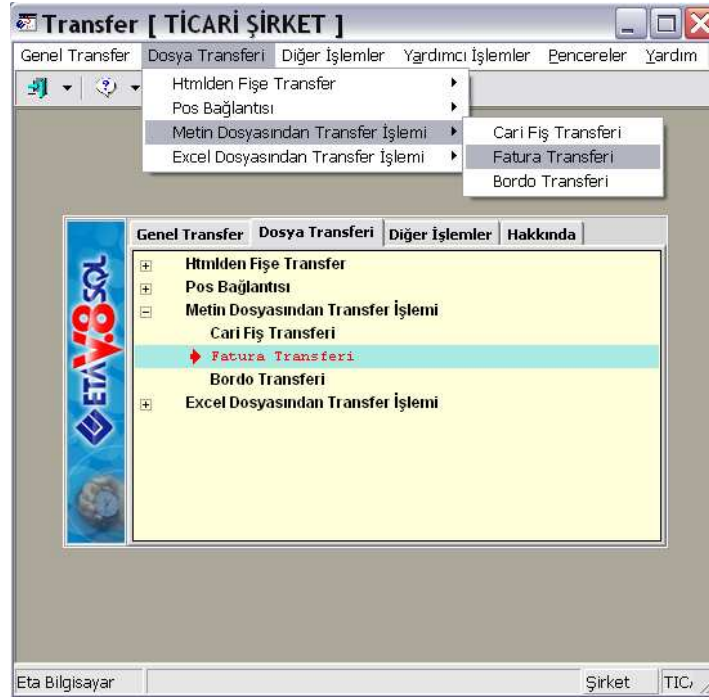 Transfer [ TİCARİ ŞİRKET ]
Genel Transfer Dosya Transferi Diğer İşlemler Yardımcı İşlemler Pencereler Yardım
Htmlden Fişe Transfer
Pos Bağlantısı
Metin Dosyasından Transfer İşlemi
Excel Dosyasından Transfer İşlemi
Cari Fiş Transferi
Fatura Transferi
Bordo Transferi
Genel Transfer Dosya Transferi Diğer İşlemler Hakkında
Htmlden Fişe Transfer
Pos Bağlantısı
Metin Dosyasından Transfer İşlemi
Cari Fiş Transferi
Fatura Transferi
Bordo Transferi
Excel Dosyasından Transfer İşlemi
ETA V.8 SQL
Eta Bilgisayar Şirket TIC